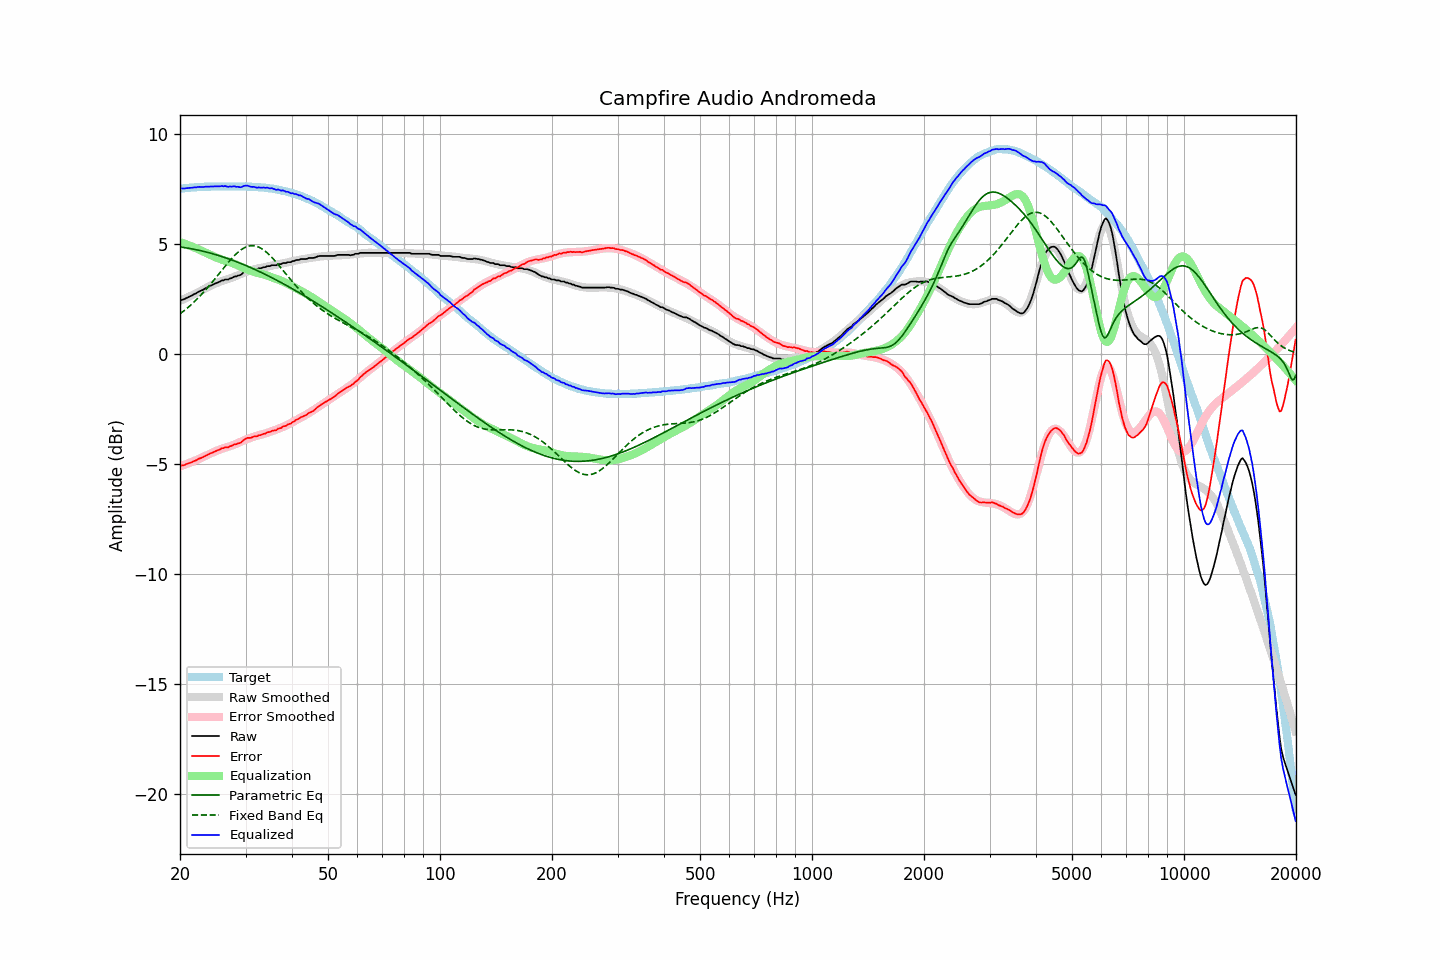 Campfire Audio Andromeda
10
5
0
−5
−10
−15
−20
Amplitude (dBr)
Target
Raw Smoothed
Error Smoothed
Raw
Error
Equalization
Parametric Eq
Fixed Band Eq
Equalized
20 50 100 200 500 1000 2000 5000 10000 20000
Frequency (Hz)